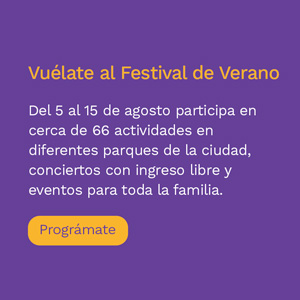 Vuélate al Festival de Verano
Del 5 al 15 de agosto participa en
cerca de 66 actividades en
diferentes parques de la ciudad,
conciertos con ingreso libre y
eventos para toda la familia.
Prográmate